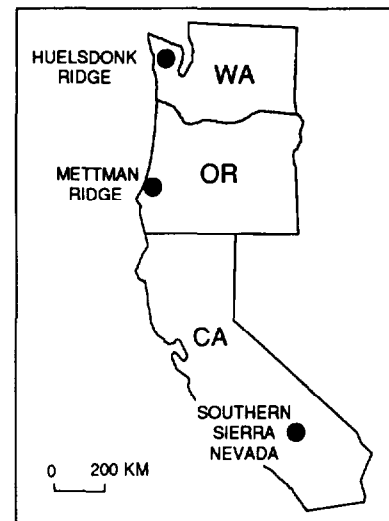 HUELSDONK
RIDGE
WA
METTMAN
RIDGE
OR
CA
SOUTHERN
SIERRA
NEVADA
0 200 KM